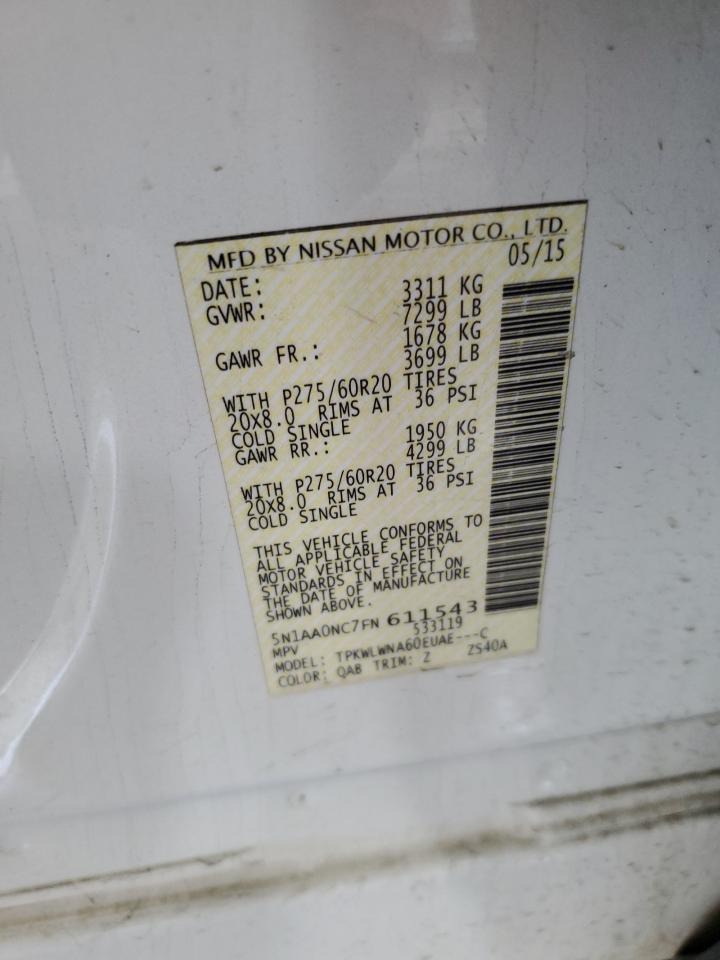 MFD BY NISSAN MOTOR CO., LTD.
DATE: 05/15
GVWR: 3311 KG
7299 LB
GAWR FR.: 1678 KG
3699 LB
WITH P275/60R20 TIRES
20X8.0 RIMS AT 36 PSI
COLD SINGLE
GAWR RR.: 1950 KG
4299 LB
WITH P275/60R20 TIRES
20X8.0 RIMS AT 36 PSI
COLD SINGLE
THIS VEHICLE CONFORMS TO
ALL APPLICABLE FEDERAL
MOTOR VEHICLE SAFETY
STANDARDS IN EFFECT ON
THE DATE OF MANUFACTURE
SHOWN ABOVE.
5N1AA0NC7FN 611543
MPV 533119
MODEL: TPKWLWNA60EUAE---C
COLOR: QAB TRIM: Z ZS40A